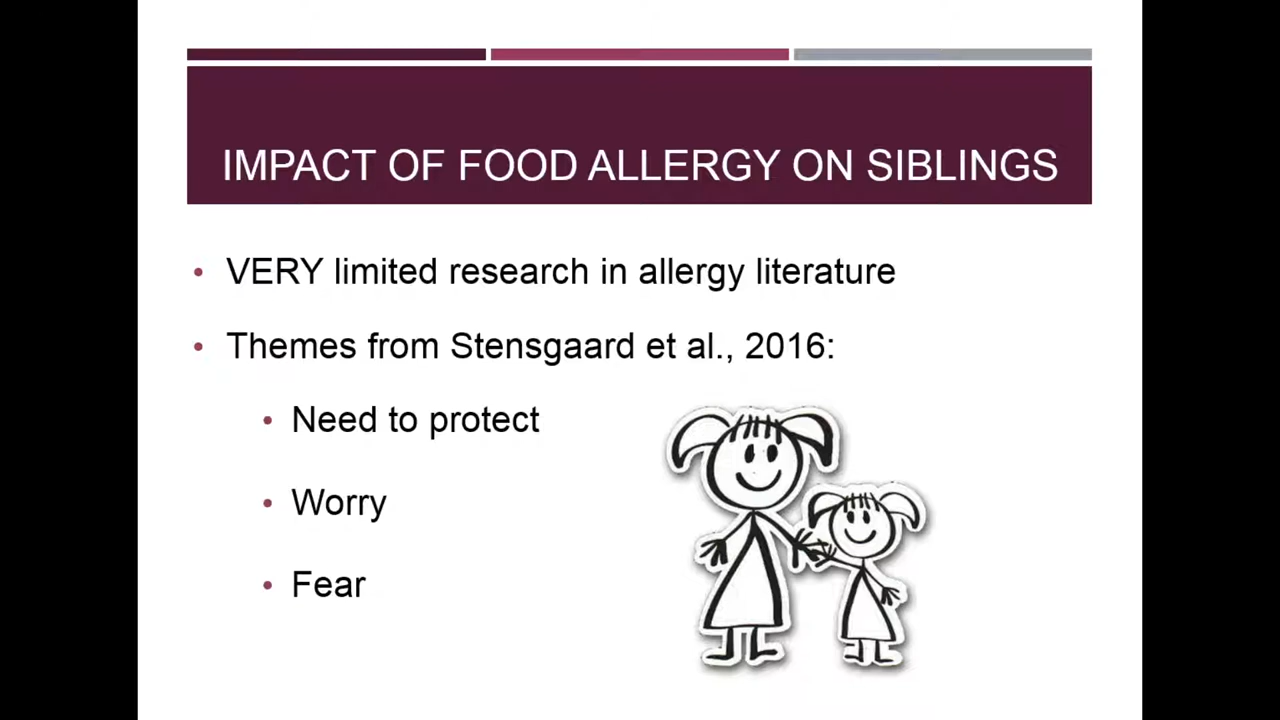 IMPACT OF FOOD ALLERGY ON SIBLINGS
• VERY limited research in allergy literature
• Themes from Stensgaard et al., 2016:
• Need to protect
• Worry
• Fear